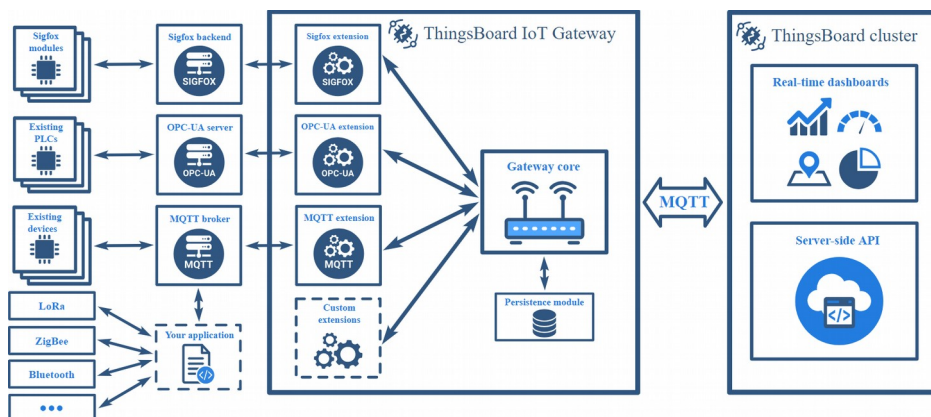 Sigfox
modules
Sigfox backend
SIGFOX
Sigfox extension
SIGFOX
ThingsBoard IoT Gateway
ThingsBoard cluster
Existing
PLCs
OPC-UA server
OPC-UA
OPC-UA extension
OPC-UA
Gateway core
MQTT
Real-time dashboards
Existing
devices
MQTT broker
MQTT
MQTT extension
MQTT
Server-side API
</>
LoRa
ZigBee
Bluetooth
Your application
</>
Custom
extensions
Persistence module